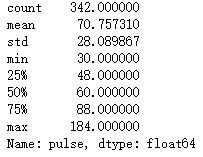 count    342.000000
mean      70.757310
std       28.089867
min       30.000000
25%       48.000000
50%       60.000000
75%       88.000000
max      184.000000
Name: pulse, dtype: float64